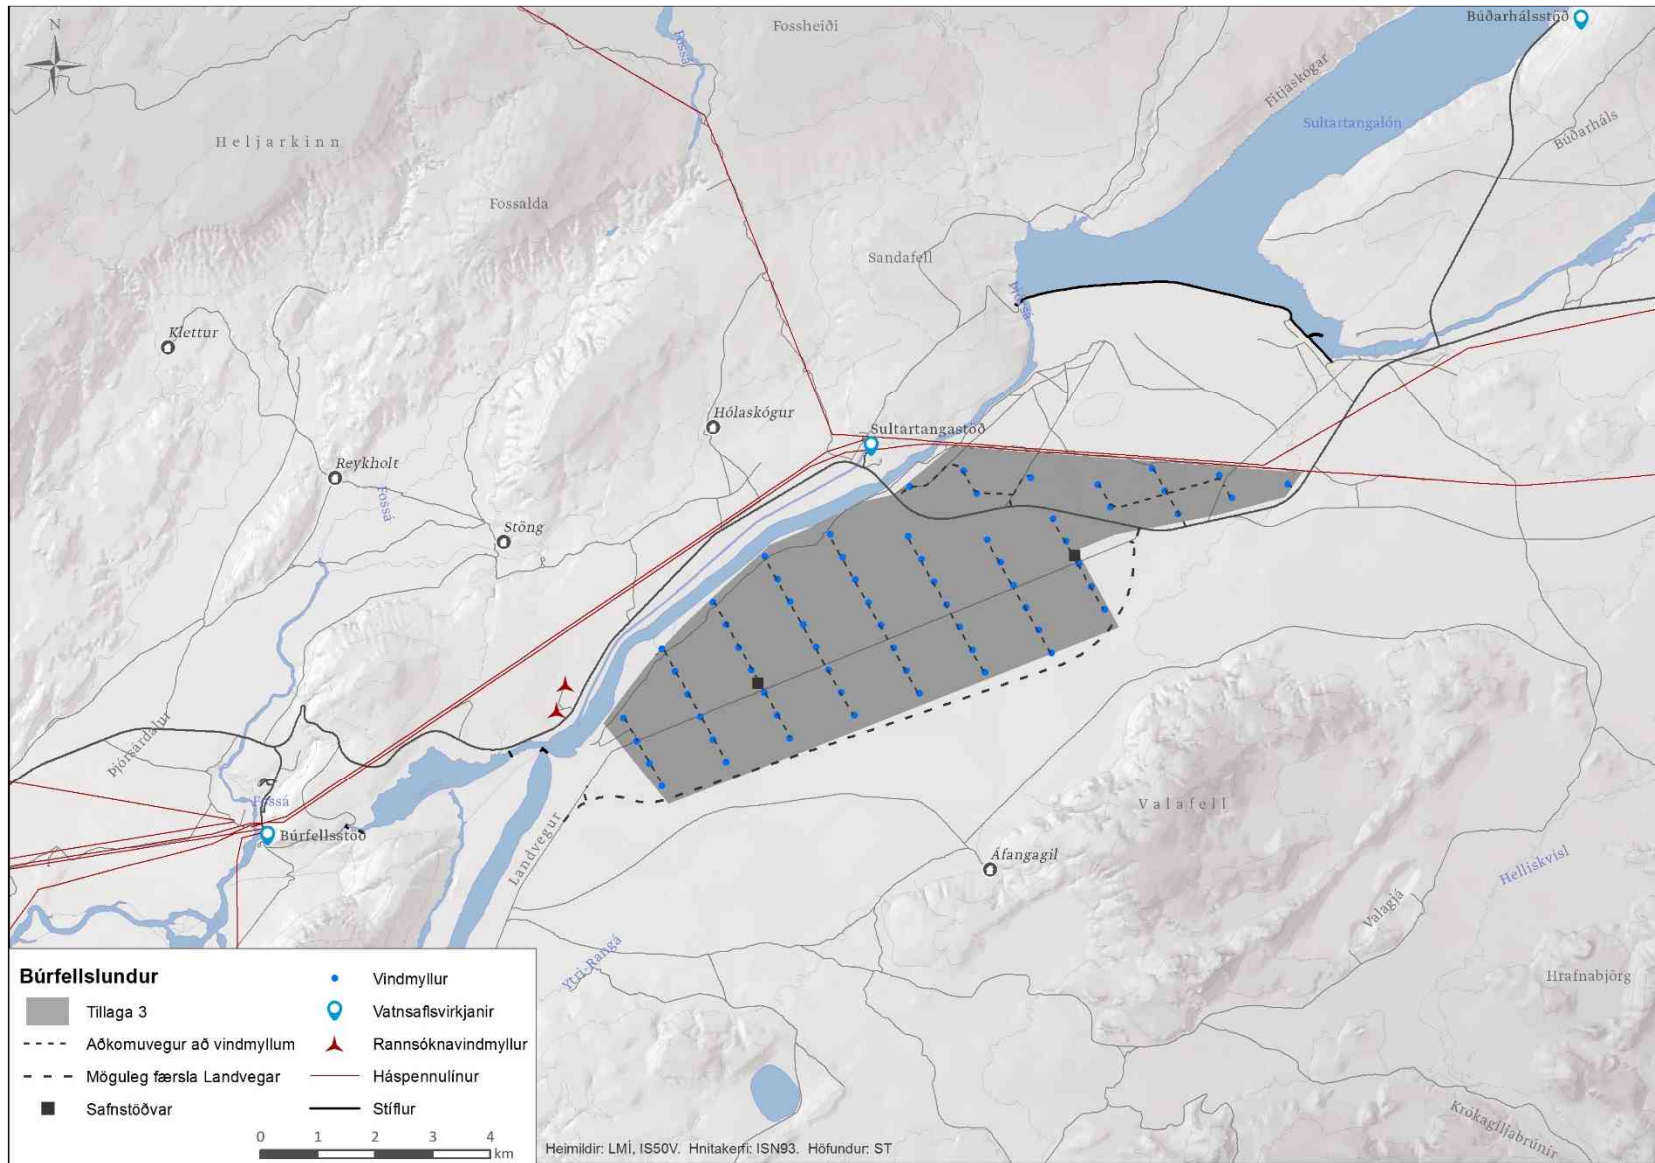 N
Fossá
Fossheiði
Búðarhálsstöð
Fitjaskógar
Sultartangalón
Búðarháls
Heljarkinn
Fossalda
Sandafell
Þjórsá
Klettur
Hólaskógur
Sultartangastöð
Reykholt
Fossá
Stöng
Þjórsárdalur
Fossá
Búrfellsstöð
Landvegur
Valafell
Áfangagil
Helliskvísl
Valagjá
Ytri-Rangá
Hrafnabjörg
Krókagiljabrúnir
Búrfellslundur
Tillaga 3
Aðkomuvegur að vindmyllum
Möguleg færsla Landvegar
Safnstöðvar
Vindmyllur
Vatnsaflsvirkjanir
Rannsóknavindmyllur
Háspennulínur
Stíflur
0 1 2 3 4
km
Heimildir: LMÍ, IS50V. Hnitakerfi: ISN93. Höfundur: ST